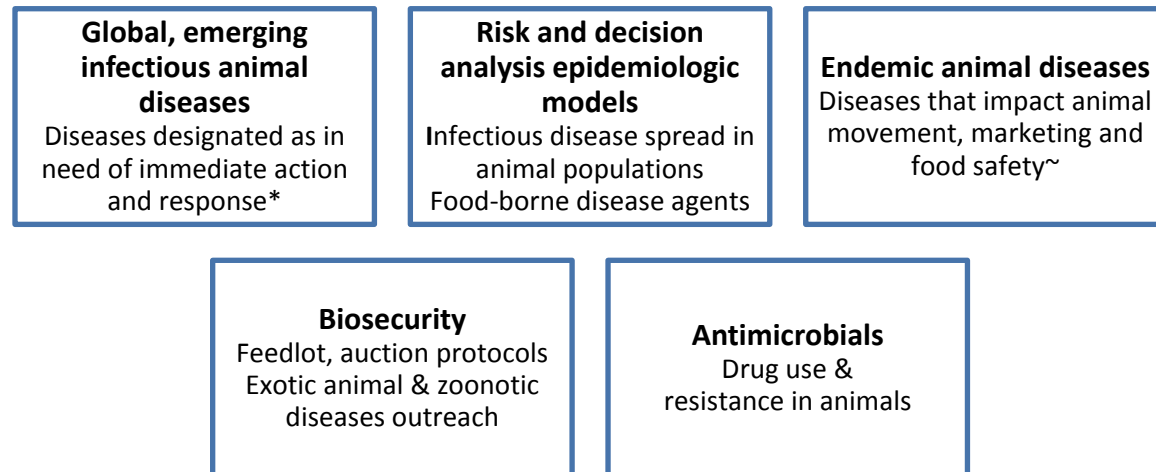 Global, emerging
infectious animal
diseases
Diseases designated as in
need of immediate action
and response*
Risk and decision
analysis epidemiologic
models
Infectious disease spread in
animal populations
Food-borne disease agents
Endemic animal diseases
Diseases that impact animal
movement, marketing and
food safety~
Biosecurity
Feedlot, auction protocols
Exotic animal & zoonotic
diseases outreach
Antimicrobials
Drug use &
resistance in animals